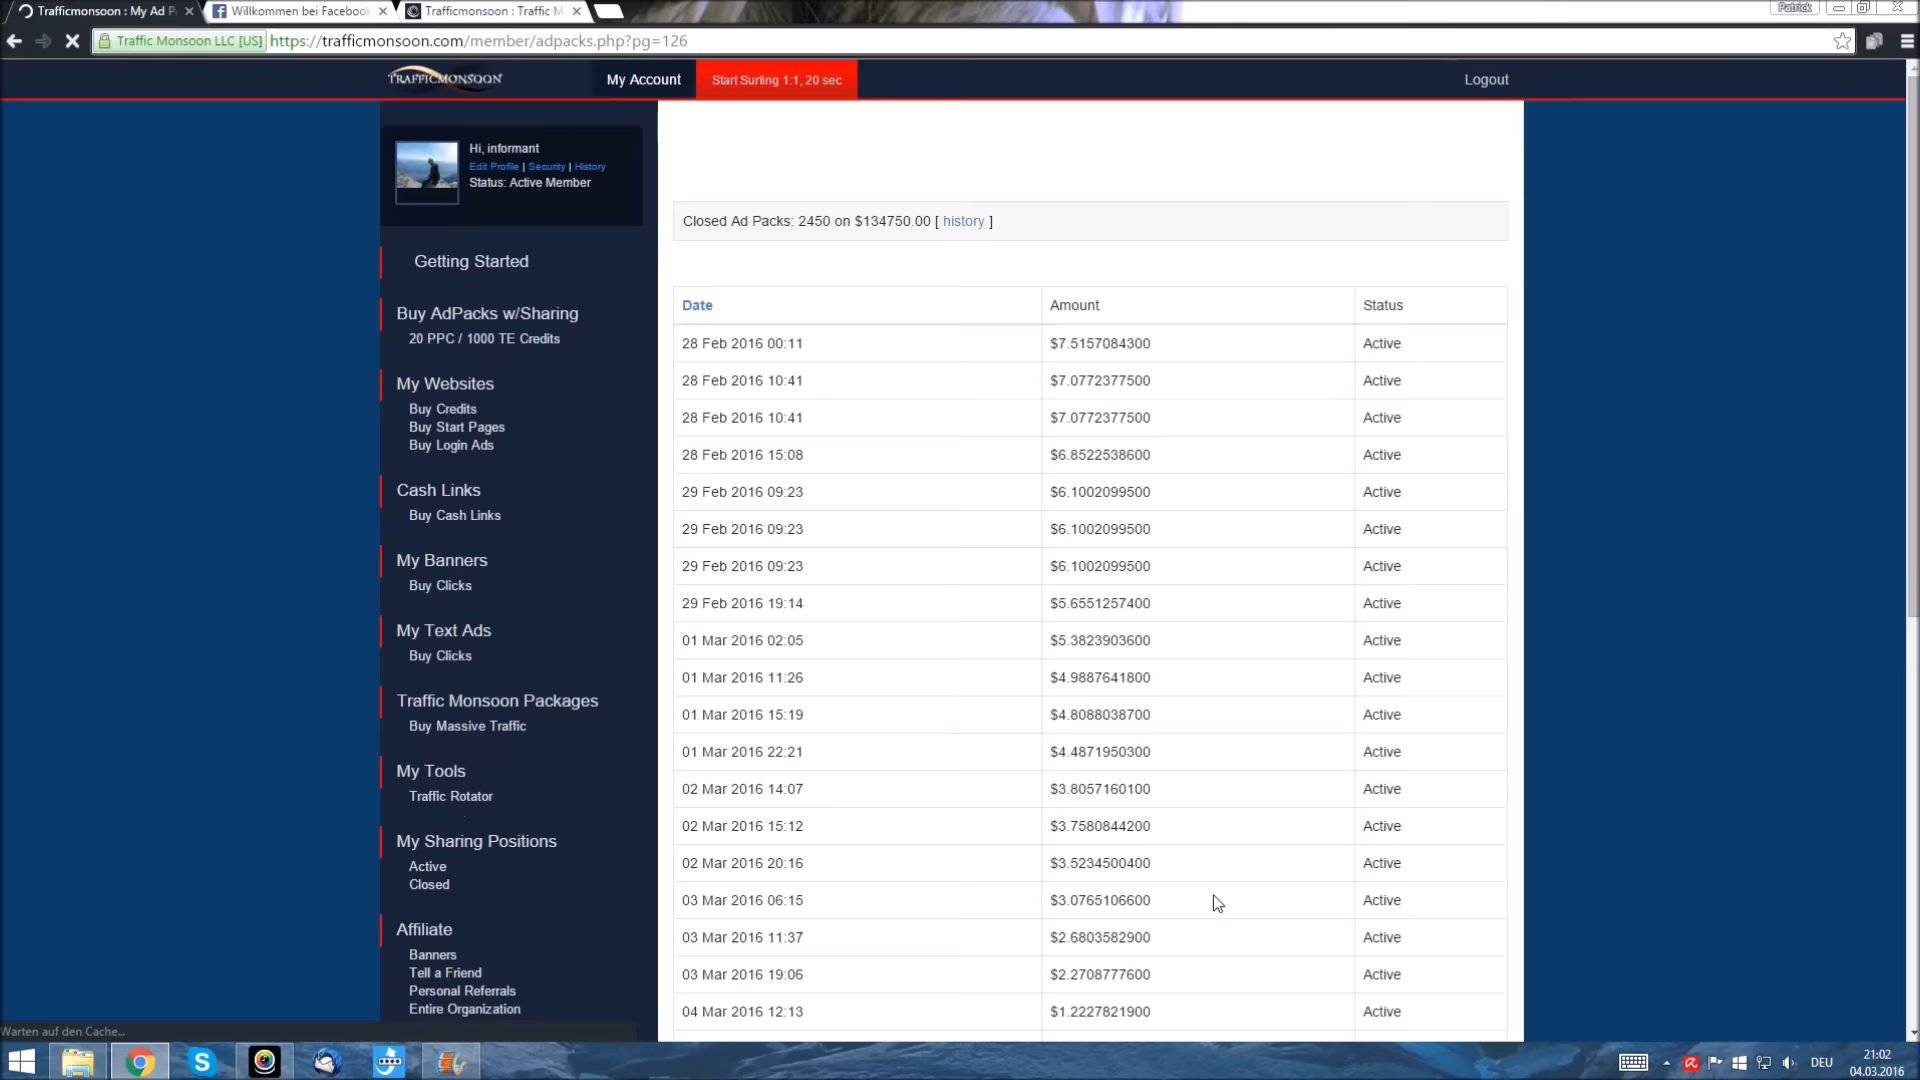 Trafficmonsoon : My Ad P
Willkommen bei Facebook
Trafficmonsoon : Traffic M
Patrick
Traffic Monsoon LLC [US]
https://trafficmonsoon.com/member/adpacks.php?pg=126
TRAFFICMONSOON
My Account
Start Surfing 1:1, 20 sec
Logout
Hi, informant
Edit Profile | Security | History
Status: Active Member
Getting Started
Buy AdPacks w/Sharing
20 PPC / 1000 TE Credits
My Websites
Buy Credits
Buy Start Pages
Buy Login Ads
Cash Links
Buy Cash Links
My Banners
Buy Clicks
My Text Ads
Buy Clicks
Traffic Monsoon Packages
Buy Massive Traffic
My Tools
Traffic Rotator
My Sharing Positions
Active
Closed
Affiliate
Banners
Tell a Friend
Personal Referrals
Entire Organization
Closed Ad Packs: 2450 on $134750.00 [ history ]
Date Amount Status
28 Feb 2016 00:11 $7.5157084300 Active
28 Feb 2016 10:41 $7.0772377500 Active
28 Feb 2016 10:41 $7.0772377500 Active
28 Feb 2016 15:08 $6.8522538600 Active
29 Feb 2016 09:23 $6.1002099500 Active
29 Feb 2016 09:23 $6.1002099500 Active
29 Feb 2016 09:23 $6.1002099500 Active
29 Feb 2016 19:14 $5.6551257400 Active
01 Mar 2016 02:05 $5.3823903600 Active
01 Mar 2016 11:26 $4.9887641800 Active
01 Mar 2016 15:19 $4.8088038700 Active
01 Mar 2016 22:21 $4.4871950300 Active
02 Mar 2016 14:07 $3.8057160100 Active
02 Mar 2016 15:12 $3.7580844200 Active
02 Mar 2016 20:16 $3.5234500400 Active
03 Mar 2016 06:15 $3.0765106600 Active
03 Mar 2016 11:37 $2.6803582900 Active
03 Mar 2016 19:06 $2.2708777600 Active
04 Mar 2016 12:13 $1.2227821900 Active
Warten auf den Cache...
DEU
21:02
04.03.2016